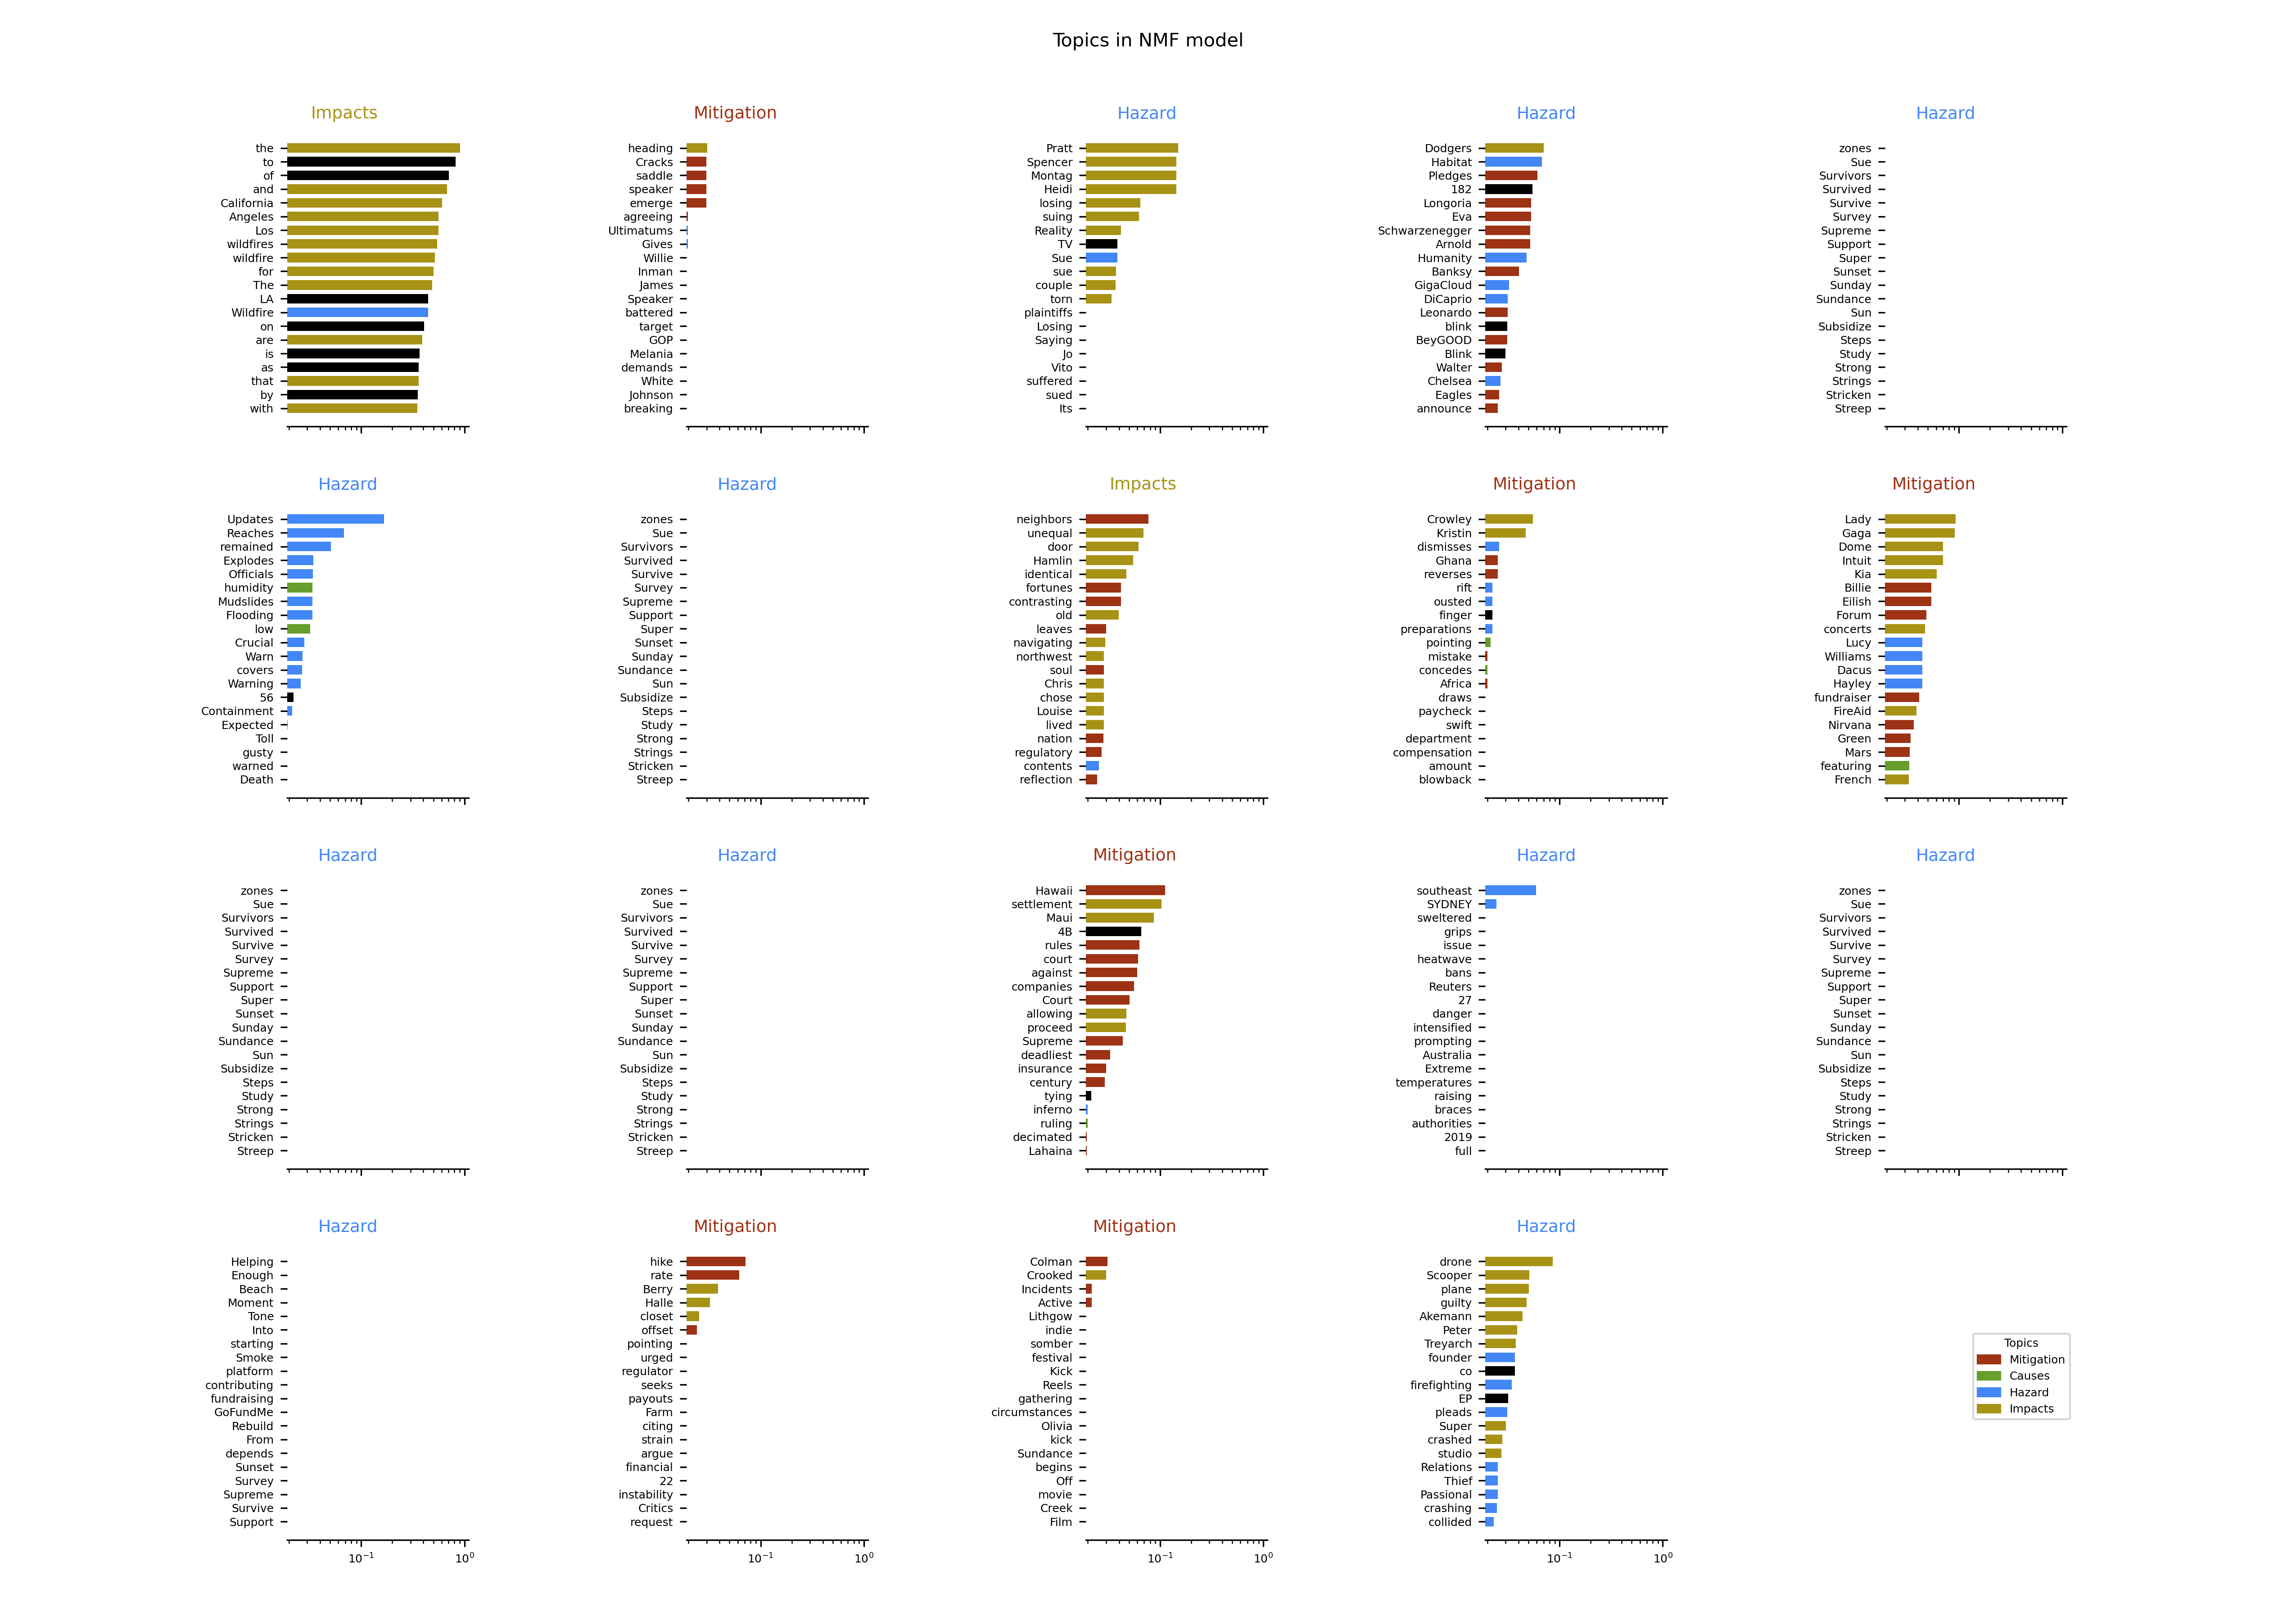 Topics in NMF model
Impacts
the
to
of
and
California
Angeles
Los
wildfires
wildfire
for
The
LA
Wildfire
on
are
is
as
that
by
with
Mitigation
heading
Cracks
saddle
speaker
emerge
agreeing
Ultimatums
Gives
Willie
Inman
James
Speaker
battered
target
GOP
Melania
demands
White
Johnson
breaking
Hazard
Pratt
Spencer
Montag
Heidi
losing
suing
Reality
TV
Sue
sue
couple
torn
plaintiffs
Losing
Saying
Jo
Vito
suffered
sued
Its
Hazard
Dodgers
Habitat
Pledges
182
Longoria
Eva
Schwarzenegger
Arnold
Humanity
Banksy
GigaCloud
DiCaprio
Leonardo
blink
BeyGOOD
Blink
Walter
Chelsea
Eagles
announce
Hazard
zones
Sue
Survivors
Survived
Survive
Survey
Supreme
Support
Super
Sunset
Sunday
Sundance
Sun
Subsidize
Steps
Study
Strong
Strings
Stricken
Streep
Hazard
Updates
Reaches
remained
Explodes
Officials
humidity
Mudslides
Flooding
low
Crucial
Warn
covers
Warning
56
Containment
Expected
Toll
gusty
warned
Death
Hazard
zones
Sue
Survivors
Survived
Survive
Survey
Supreme
Support
Super
Sunset
Sunday
Sundance
Sun
Subsidize
Steps
Study
Strong
Strings
Stricken
Streep
Impacts
neighbors
unequal
door
Hamlin
identical
fortunes
contrasting
old
leaves
navigating
northwest
soul
Chris
chose
Louise
lived
nation
regulatory
contents
reflection
Mitigation
Crowley
Kristin
dismisses
Ghana
reverses
rift
ousted
finger
preparations
pointing
mistake
concedes
Africa
draws
paycheck
swift
department
compensation
amount
blowback
Mitigation
Lady
Gaga
Dome
Intuit
Kia
Billie
Eilish
Forum
concerts
Lucy
Williams
Dacus
Hayley
fundraiser
FireAid
Nirvana
Green
Mars
featuring
French
Hazard
zones
Sue
Survivors
Survived
Survive
Survey
Supreme
Support
Super
Sunset
Sunday
Sundance
Sun
Subsidize
Steps
Study
Strong
Strings
Stricken
Streep
Hazard
zones
Sue
Survivors
Survived
Survive
Survey
Supreme
Support
Super
Sunset
Sunday
Sundance
Sun
Subsidize
Steps
Study
Strong
Strings
Stricken
Streep
Mitigation
Hawaii
settlement
Maui
4B
rules
court
against
companies
Court
allowing
proceed
Supreme
deadliest
insurance
century
tying
inferno
ruling
decimated
Lahaina
Hazard
southeast
SYDNEY
sweltered
grips
issue
heatwave
bans
Reuters
27
danger
intensified
prompting
Australia
Extreme
temperatures
raising
braces
authorities
2019
full
Hazard
zones
Sue
Survivors
Survived
Survive
Survey
Supreme
Support
Super
Sunset
Sunday
Sundance
Sun
Subsidize
Steps
Study
Strong
Strings
Stricken
Streep
Hazard
Helping
Enough
Beach
Moment
Tone
Into
starting
Smoke
platform
contributing
fundraising
GoFundMe
Rebuild
From
depends
Sunset
Survey
Supreme
Survive
Support
10⁻¹ 10⁰
Mitigation
hike
rate
Berry
Halle
closet
offset
pointing
urged
regulator
seeks
payouts
Farm
citing
strain
argue
financial
22
instability
Critics
request
10⁻¹ 10⁰
Mitigation
Colman
Crooked
Incidents
Active
Lithgow
indie
somber
festival
Kick
Reels
gathering
circumstances
Olivia
kick
Sundance
begins
Off
movie
Creek
Film
10⁻¹ 10⁰
Hazard
drone
Scooper
plane
guilty
Akemann
Peter
Treyarch
founder
co
firefighting
EP
pleads
Super
crashed
studio
Relations
Thief
Passional
crashing
collided
10⁻¹ 10⁰
Topics
Mitigation
Causes
Hazard
Impacts